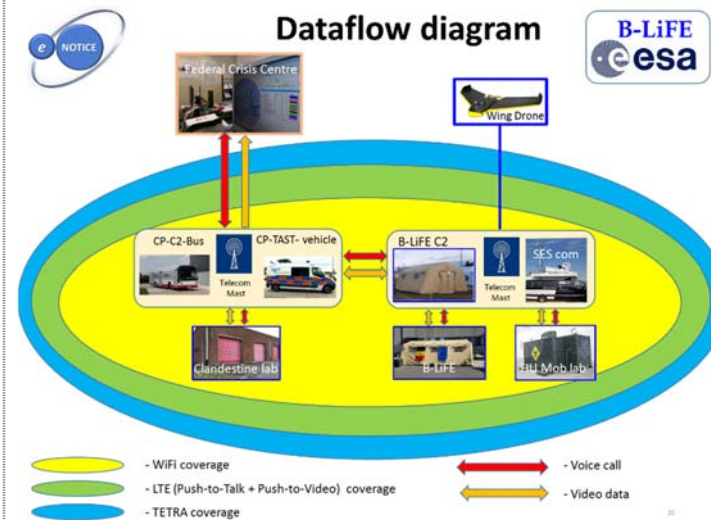 Dataflow diagram
e NOTICE
B-LiFE
esa
Federal Crisis Centre
Wing Drone
CP-C2-Bus
CP-TAST- vehicle
Telecom
Mast
B-LiFE C2
SES com
Telecom
Mast
Clandestine lab
B-LiFE
HU Mob lab
- WiFi coverage
- LTE (Push-to-Talk + Push-to-Video) coverage
- TETRA coverage
- Voice call
- Video data
20